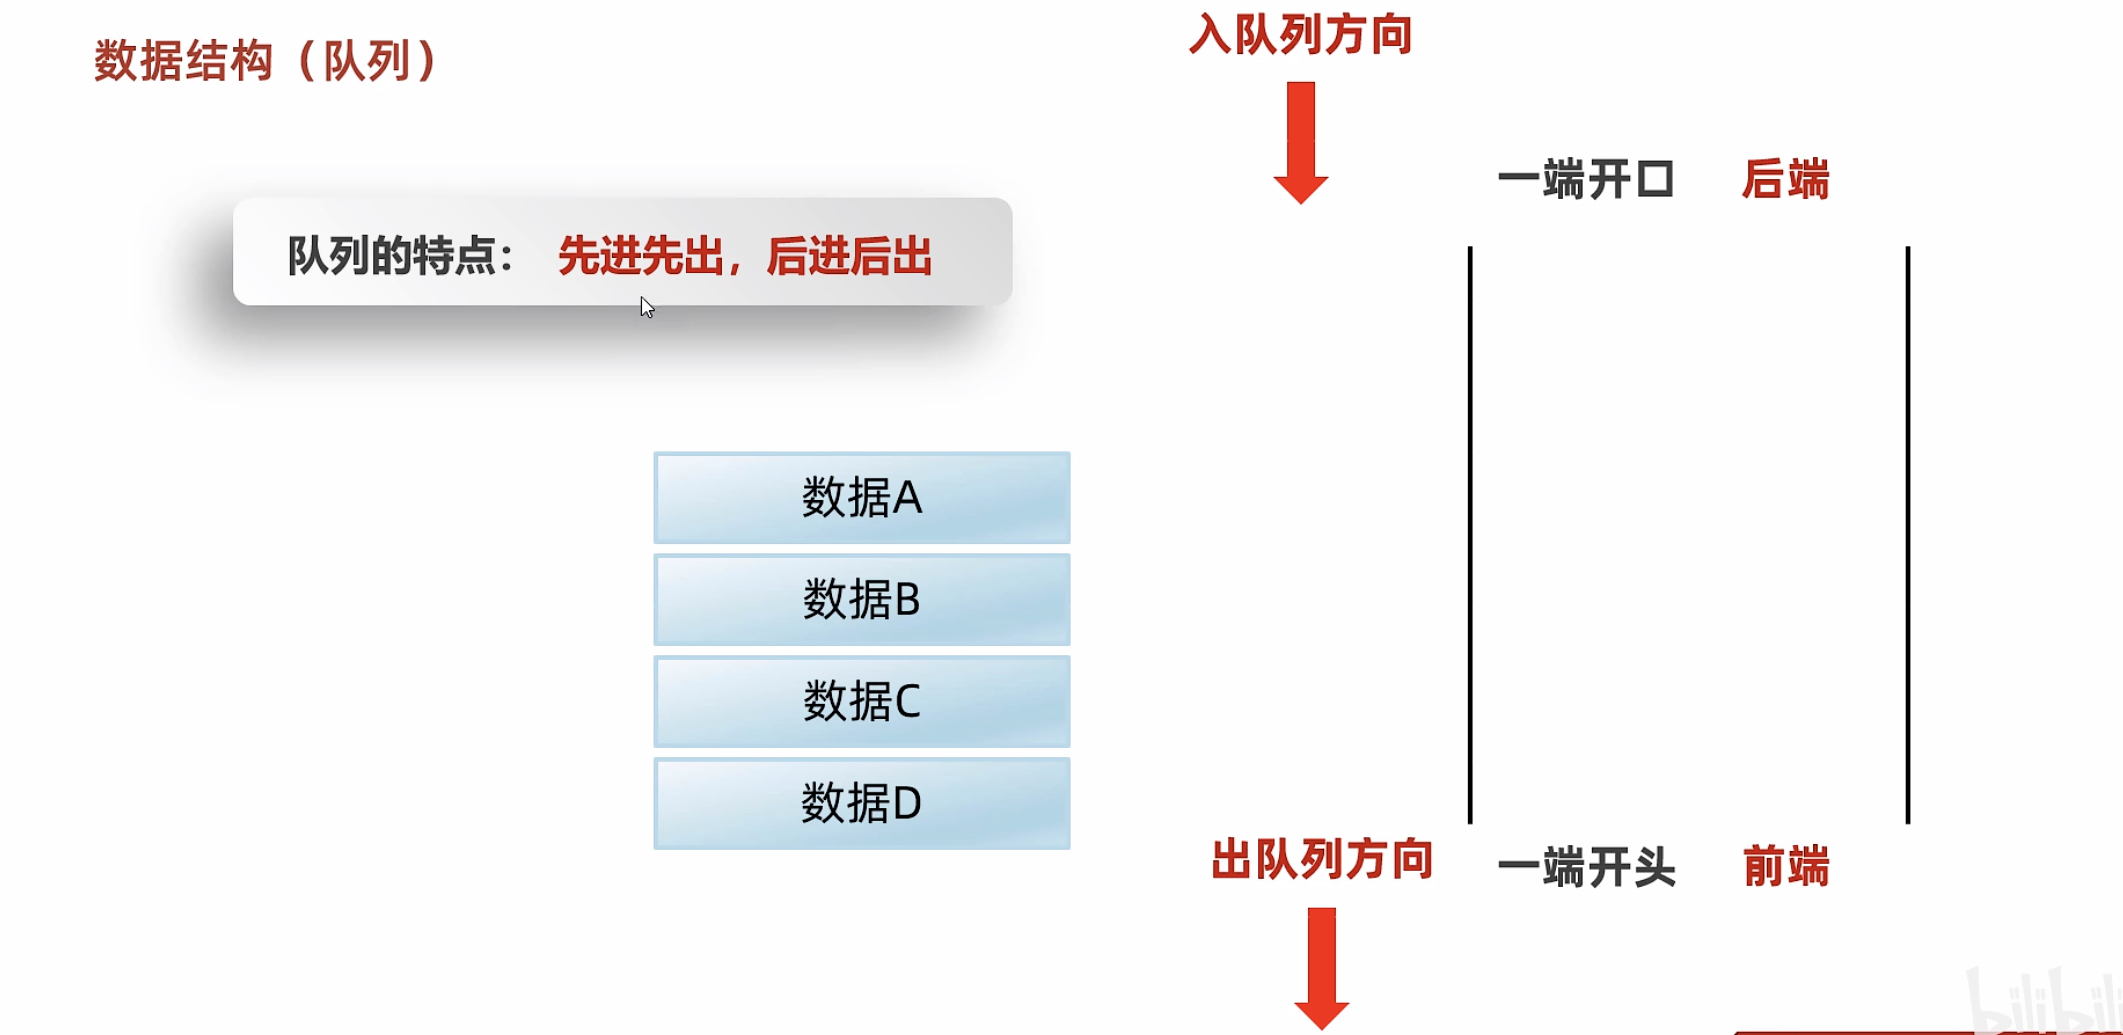 数据结构（队列）
队列的特点： 先进先出，后进后出
数据A
数据B
数据C
数据D
入队列方向
一端开口 后端
出队列方向
一端开头 前端
bilibili